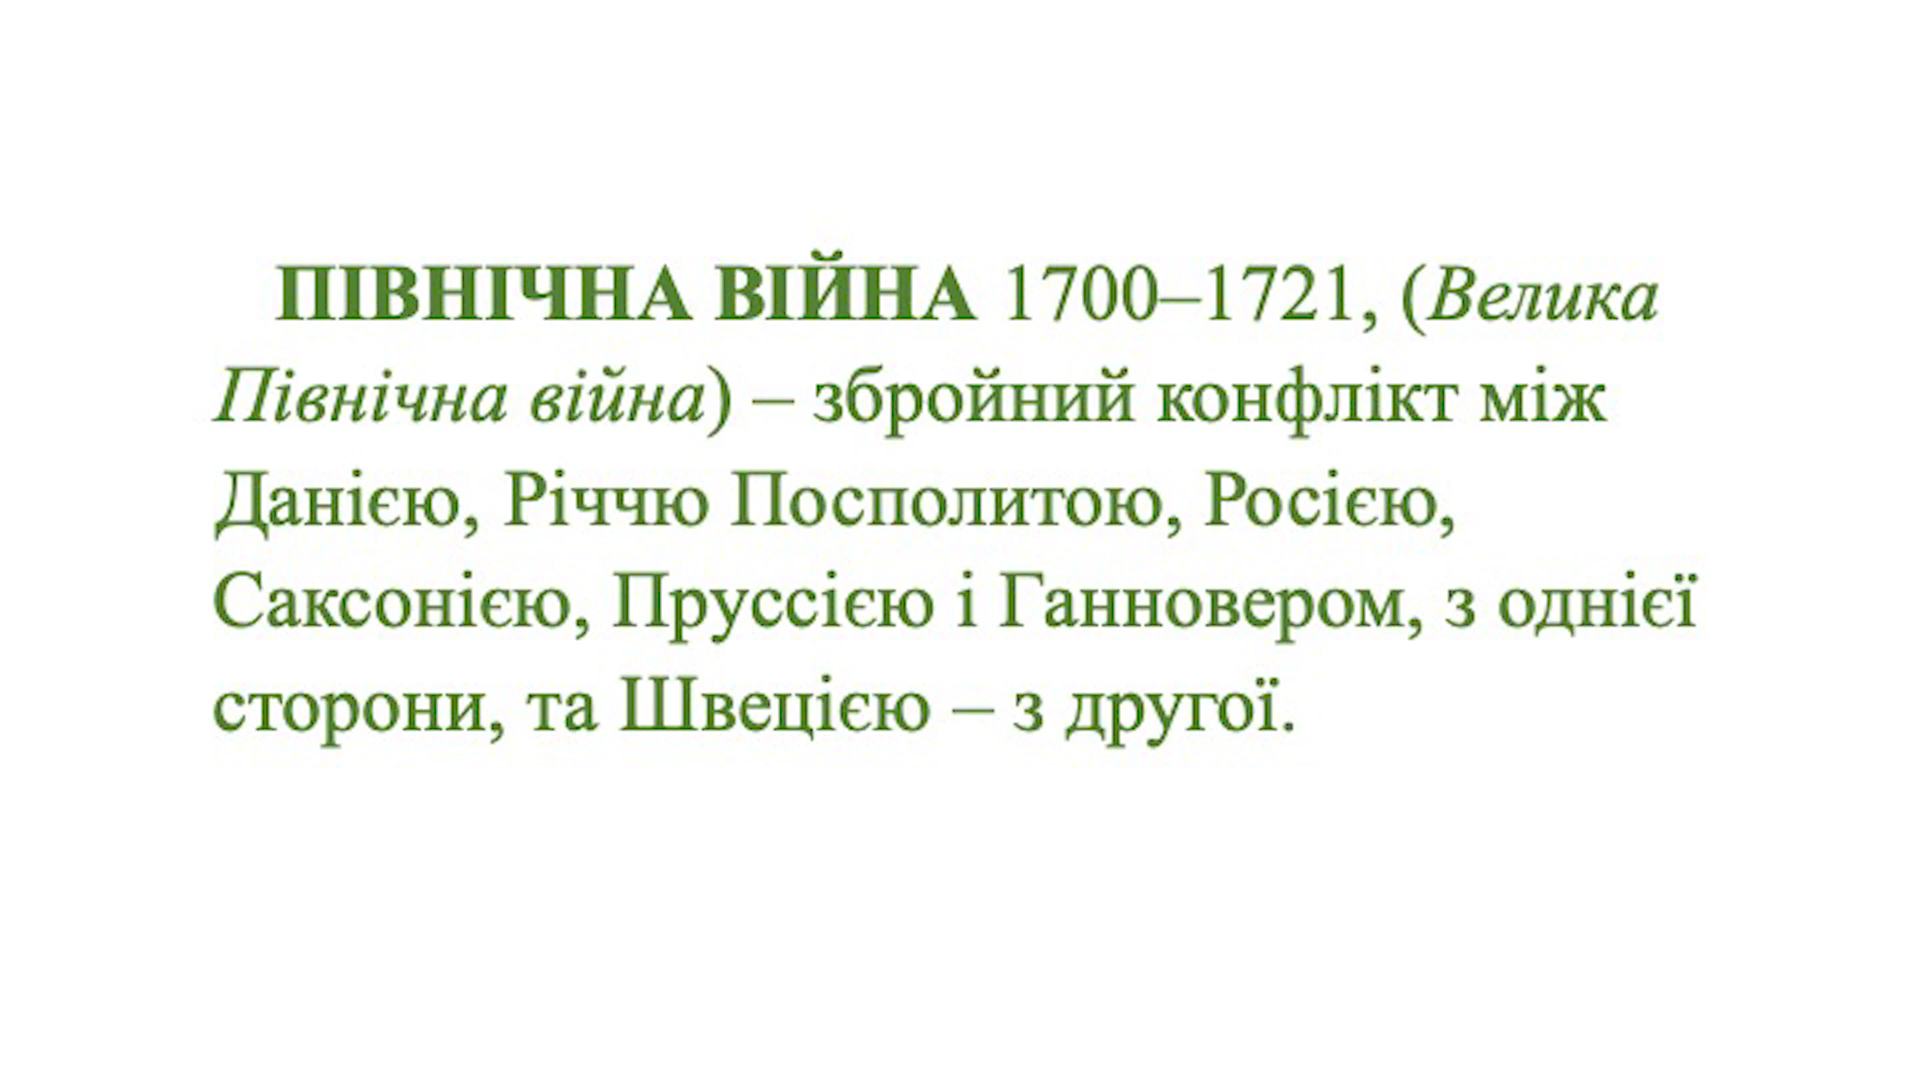 ПІВНІЧНА ВІЙНА 1700–1721, (Велика
Північна війна) – збройний конфлікт між
Данією, Річчю Посполитою, Росією,
Саксонією, Пруссією і Ганновером, з однієї
сторони, та Швецією – з другої.